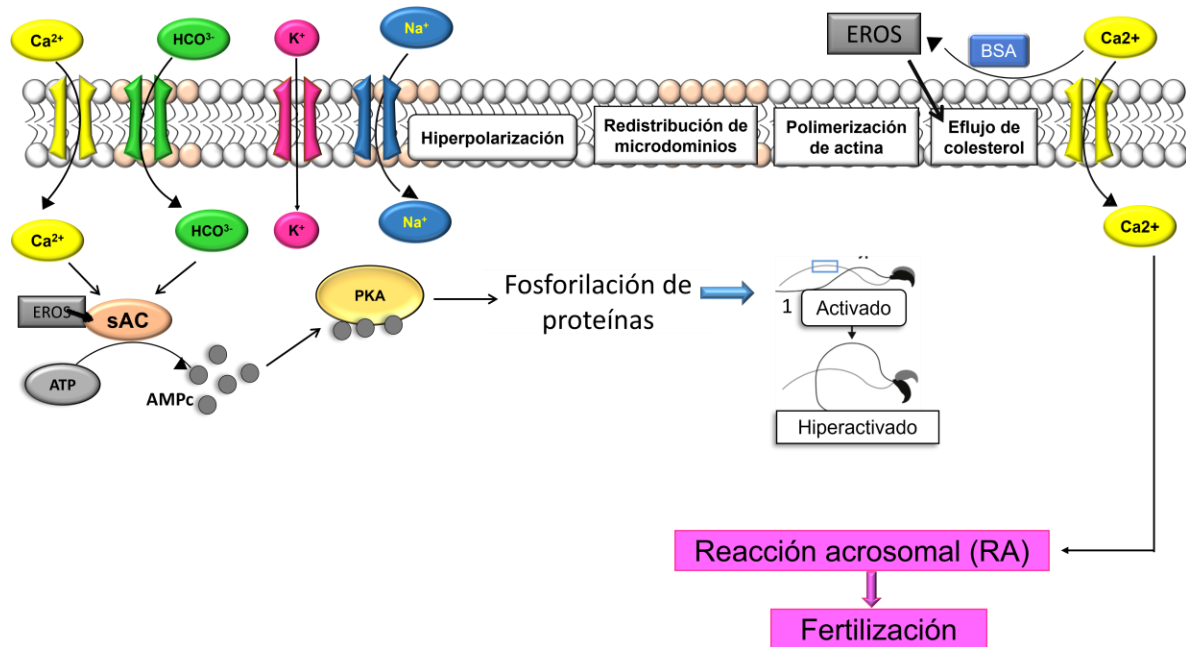 Ca²⁺
HCO³⁻
K⁺
Na⁺
EROS
BSA
Ca2+
Hiperpolarización
Redistribución de
microdominios
Polimerización
de actina
Eflujo de
colesterol
Ca²⁺
HCO³⁻
K⁺
Na⁺
Ca2+
EROS
sAC
ATP
AMPc
PKA
Fosforilación de
proteínas
1
Activado
Hiperactivado
Reacción acrosomal (RA)
Fertilización